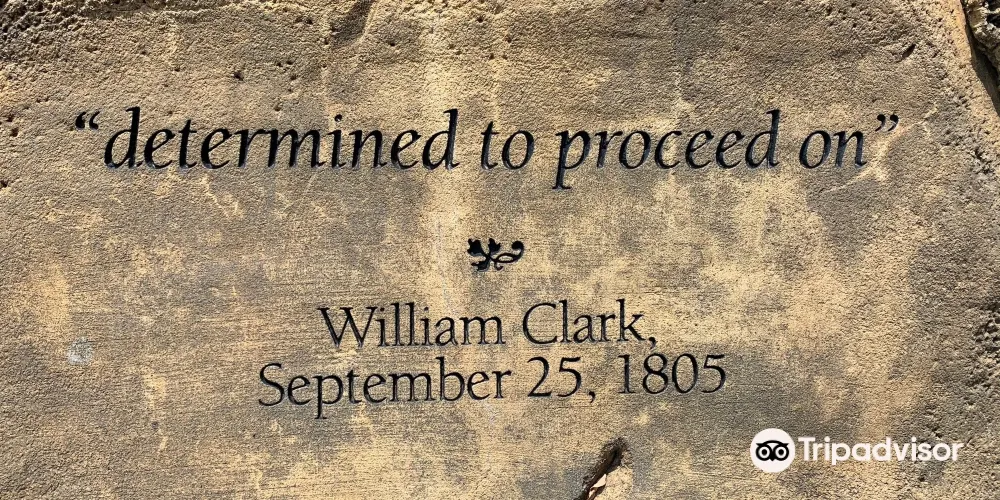 “determined to proceed on”
William Clark,
September 25, 1805
Tripadvisor